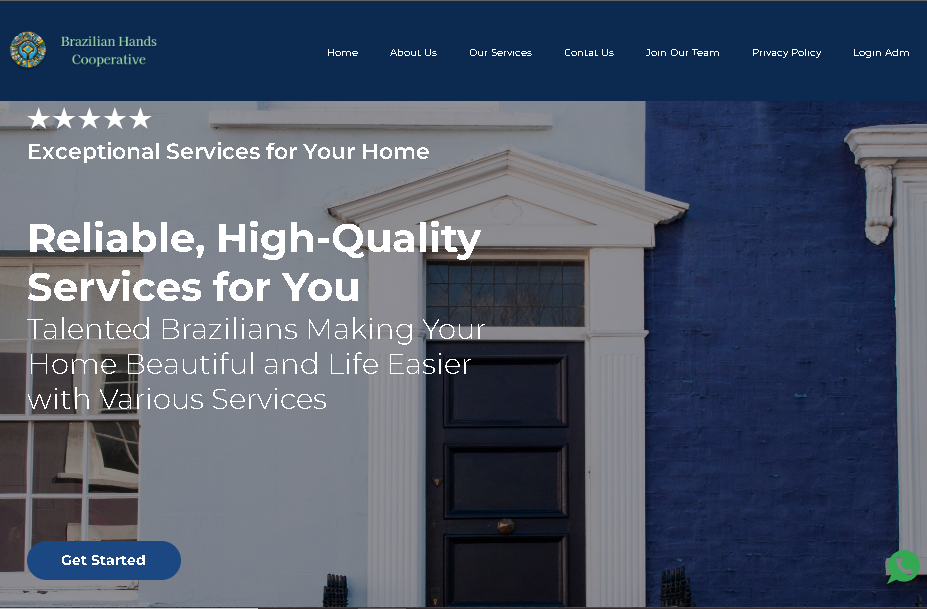 Brazilian Hands
Cooperative
Home
About Us
Our Services
Contat Us
Join Our Team
Privacy Policy
Login Adm
Exceptional Services for Your Home
Reliable, High-Quality
Services for You
Talented Brazilians Making Your
Home Beautiful and Life Easier
with Various Services
Get Started